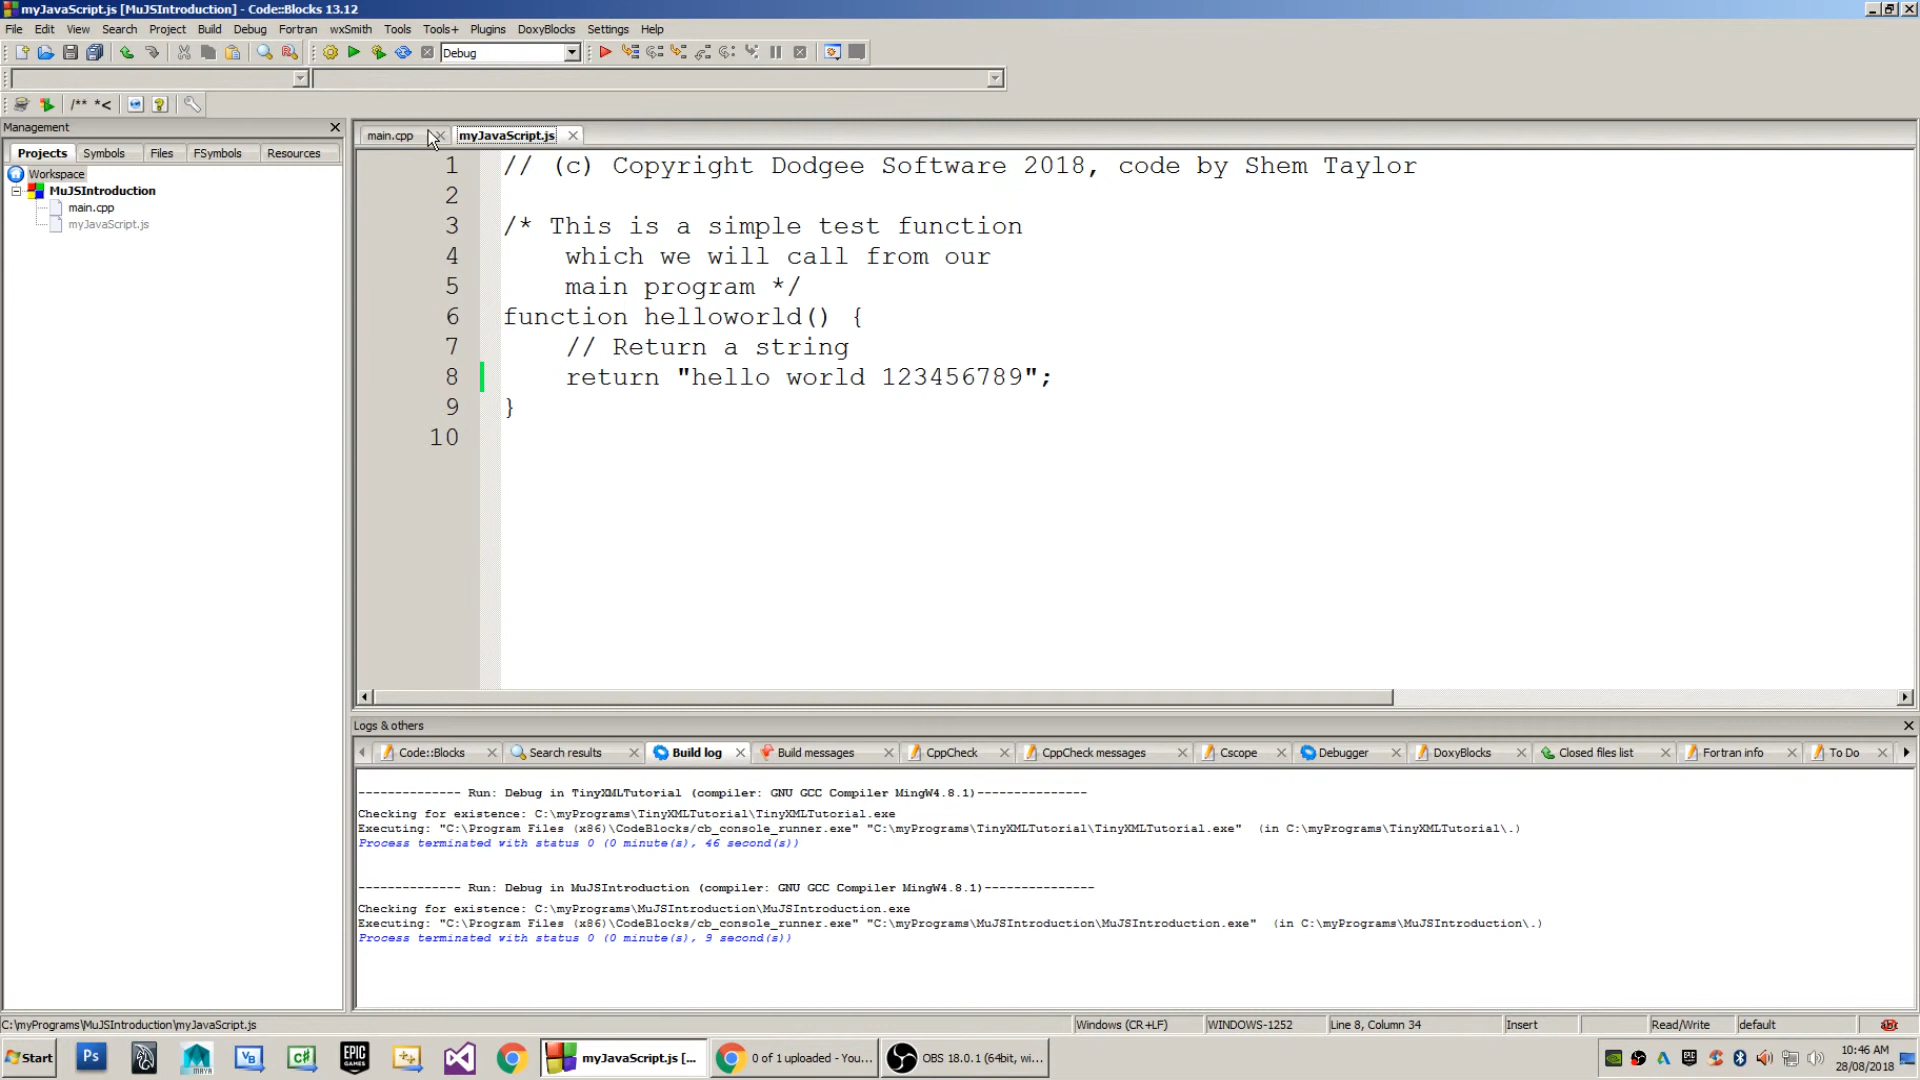 myJavaScript.js [MuJSIntroduction] - Code::Blocks 13.12
File Edit View Search Project Build Debug Fortran wxSmith Tools Tools+ Plugins DoxyBlocks Settings Help
Debug
/** *<
Management
Projects Symbols Files FSymbols Resources
Workspace
MuJSIntroduction
main.cpp
myJavaScript.js
main.cpp myJavaScript.js
1 // (c) Copyright Dodgee Software 2018, code by Shem Taylor
2
3 /* This is a simple test function
4 which we will call from our
5 main program */
6 function helloworld() {
7 // Return a string
8 return "hello world 123456789";
9 }
10
Logs & others
Code::Blocks Search results Build log Build messages CppCheck CppCheck messages Cscope Debugger DoxyBlocks Closed files list Fortran info To Do
-------------- Run: Debug in TinyXMLTutorial (compiler: GNU GCC Compiler MingW4.8.1)---------------
Checking for existence: C:\myPrograms\TinyXMLTutorial\TinyXMLTutorial.exe
Executing: "C:\Program Files (x86)\CodeBlocks/cb_console_runner.exe" "C:\myPrograms\TinyXMLTutorial\TinyXMLTutorial.exe" (in C:\myPrograms\TinyXMLTutorial\.)
Process terminated with status 0 (0 minute(s), 46 second(s))
-------------- Run: Debug in MuJSIntroduction (compiler: GNU GCC Compiler MingW4.8.1)---------------
Checking for existence: C:\myPrograms\MuJSIntroduction\MuJSIntroduction.exe
Executing: "C:\Program Files (x86)\CodeBlocks/cb_console_runner.exe" "C:\myPrograms\MuJSIntroduction\MuJSIntroduction.exe" (in C:\myPrograms\MuJSIntroduction\.)
Process terminated with status 0 (0 minute(s), 9 second(s))
C:\myPrograms\MuJSIntroduction\myJavaScript.js Windows (CR+LF) WINDOWS-1252 Line 8, Column 34 Insert Read/Write default
Start Ps MAYA VB C# EPIC GAMES myJavaScript.js [... 0 of 1 uploaded - You... OBS 18.0.1 (64bit, wi... 10:46 AM
28/08/2018